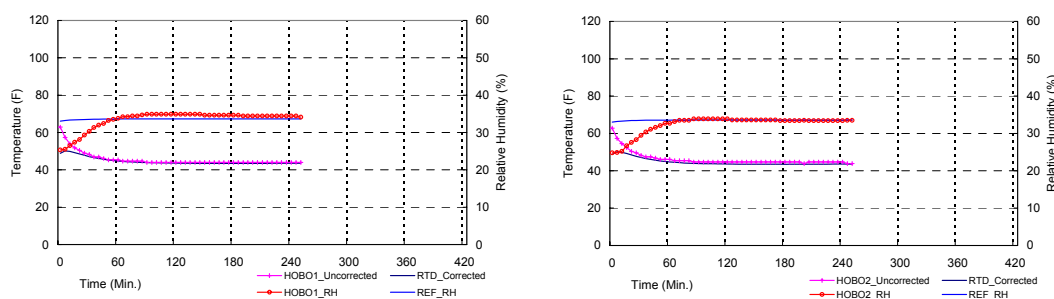 120
100
80
60
40
20
0
Temperature (F)
60
50
40
30
20
10
0
Relative Humidity (%)
0 60 120 180 240 300 360 420
Time (Min.)
HOBO1_Uncorrected
RTD_Corrected
HOBO1_RH
REF_RH
120
100
80
60
40
20
0
Temperature (F)
60
50
40
30
20
10
0
Relative Humidity (%)
0 60 120 180 240 300 360 420
Time (Min.)
HOBO2_Uncorrected
RTD_Corrected
HOBO2_RH
REF_RH